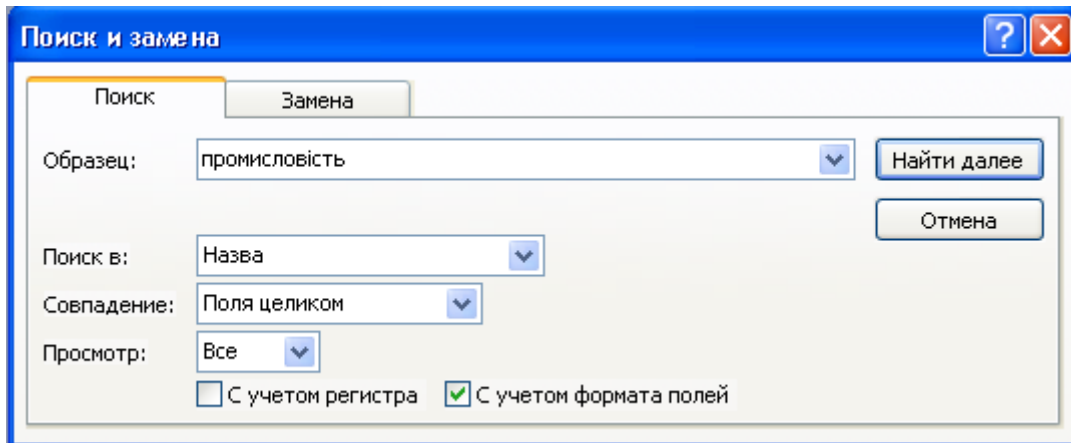 Поиск и замена
Поиск Замена
Образец: промисловість Найти далее
Отмена
Поиск в: Назва
Совпадение: Поля целиком
Просмотр: Все
С учетом регистра С учетом формата полей